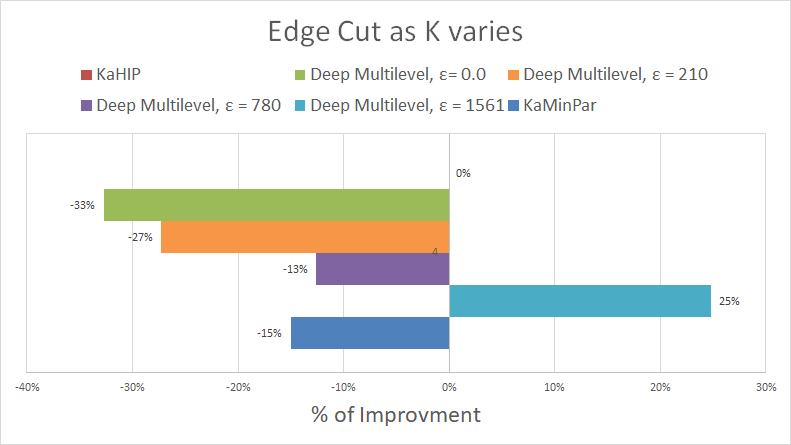 Edge Cut as K varies
KaHIP Deep Multilevel, ε= 0.0 Deep Multilevel, ε = 210
Deep Multilevel, ε = 780 Deep Multilevel, ε = 1561 KaMinPar
0%
-33%
-27%
4
-13%
25%
-15%
-40% -30% -20% -10% 0% 10% 20% 30%
% of Improvment